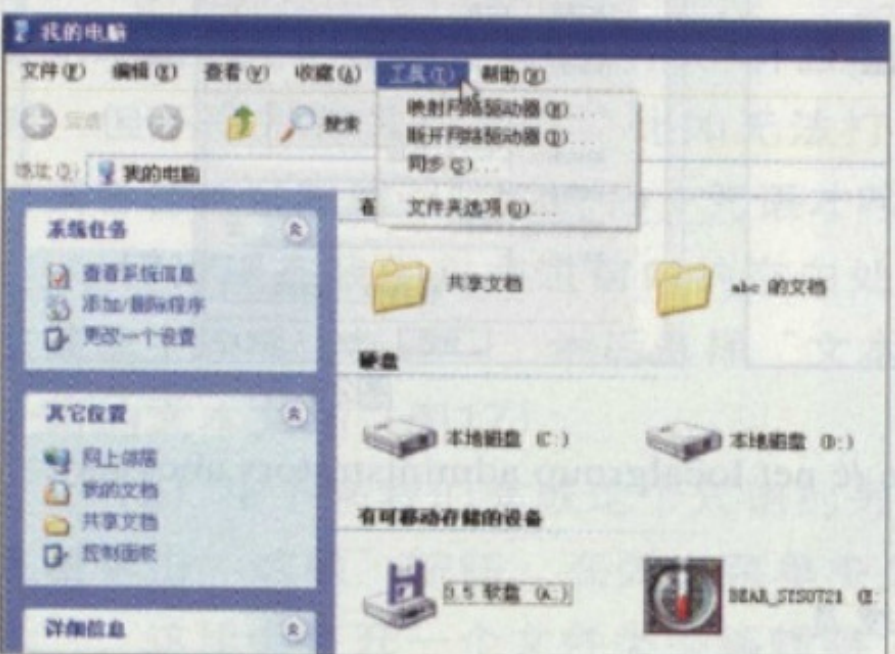 我的电脑
文件(F) 编辑(E) 查看(V) 收藏(A) 工具(T) 帮助(H)
映射网络驱动器(N)...
断开网络驱动器(D)...
同步(S)...
文件夹选项(O)...
搜索
地址(D) 我的电脑
系统任务
查看系统信息
添加/删除程序
更改一个设置
其它位置
网上邻居
我的文档
共享文档
控制面板
详细信息
在
共享文档
abc 的文档
硬盘
本地磁盘 (C:)
本地磁盘 (D:)
有可移动存储的设备
3.5 软盘 (A:)
BEAR_SYS0721 (E:
net localgroup administrators abc